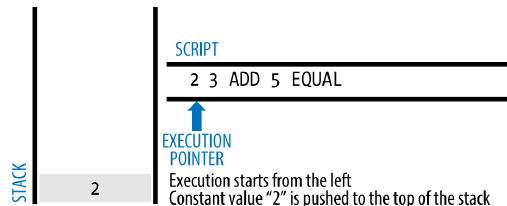 SCRIPT
2 3 ADD 5 EQUAL
EXECUTION
POINTER
STACK
2
Execution starts from the left
Constant value “2” is pushed to the top of the stack